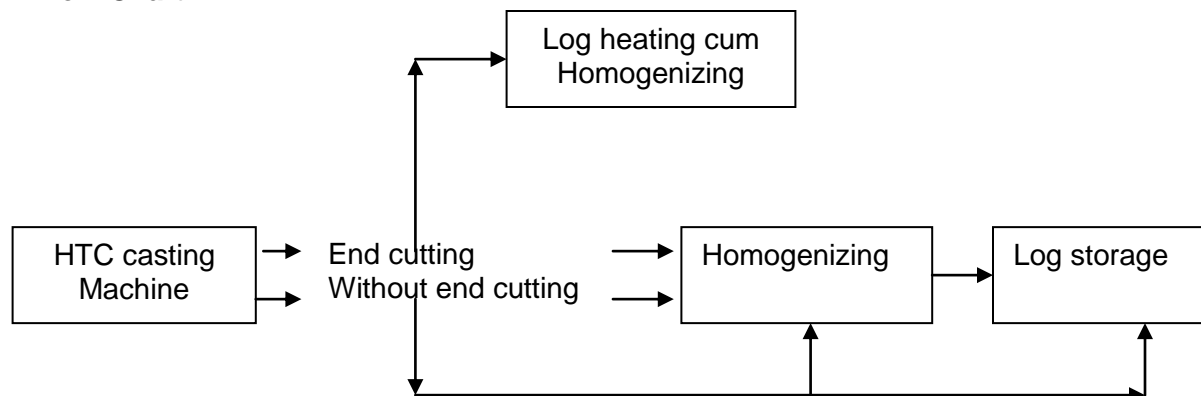 Log heating cum
Homogenizing
HTC casting
Machine
End cutting
Without end cutting
Homogenizing
Log storage